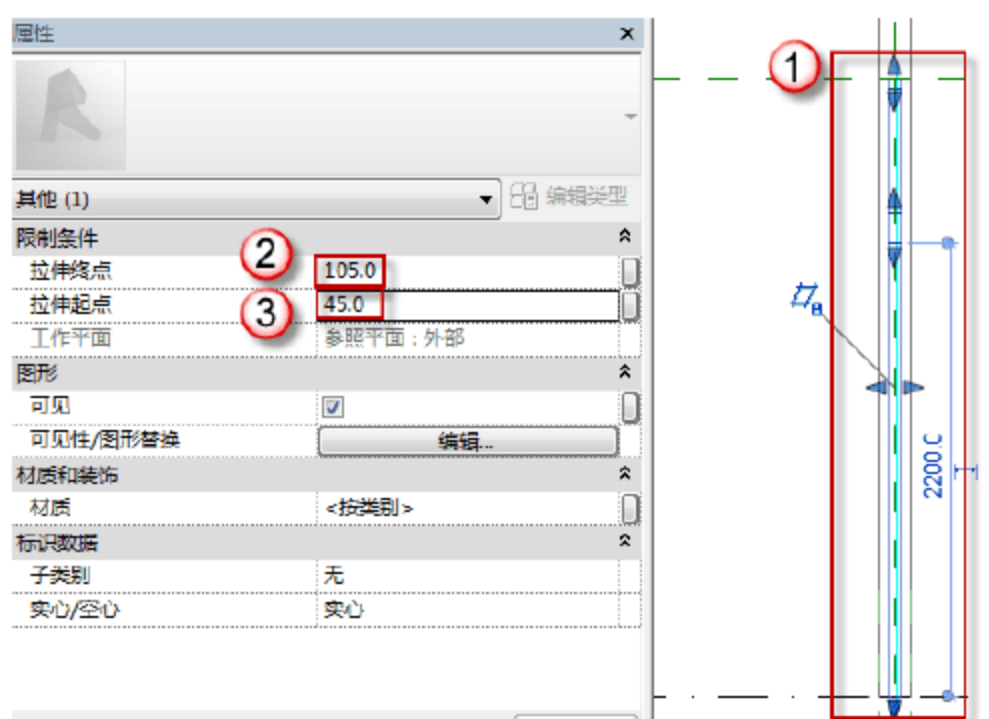 属性
其他 (1)
编辑类型
限制条件
② 拉伸终点 105.0
③ 拉伸起点 45.0
工作平面 参照平面 : 外部
图形
可见
可见性/图形替换 编辑...
材质和装饰
材质 <按类别>
标识数据
子类别 无
实心/空心 实心
①
2200.0